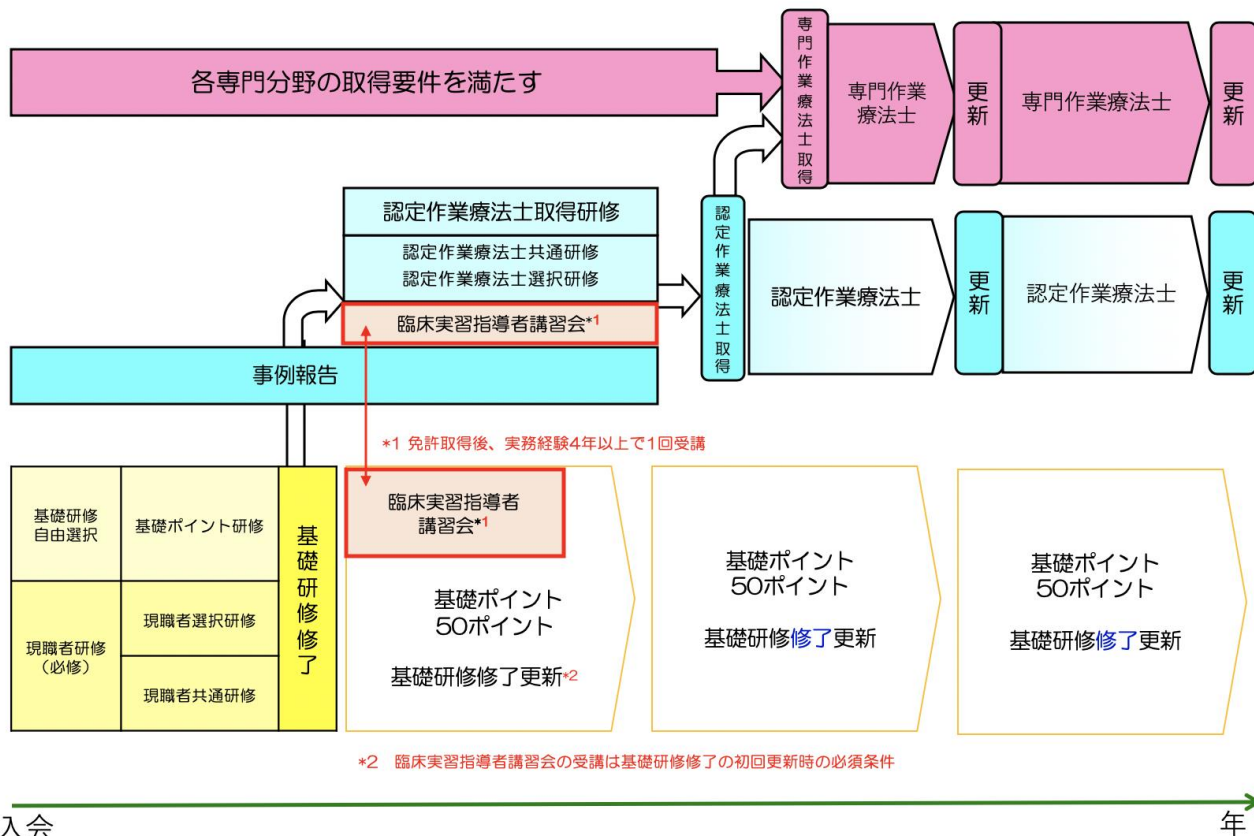 各専門分野の取得要件を満たす
専門作業療法士取得
専門作業
療法士
更新
専門作業療法士
更新
認定作業療法士取得研修
認定作業療法士共通研修
認定作業療法士選択研修
臨床実習指導者講習会*1
認定作業療法士取得
認定作業療法士
更新
認定作業療法士
更新
事例報告
*1 免許取得後、実務経験4年以上で1回受講
基礎研修
自由選択
基礎ポイント研修
現職者研修
(必修)
現職者選択研修
現職者共通研修
基礎研修修了
臨床実習指導者
講習会*1
基礎ポイント
50ポイント
基礎研修修了更新*2
基礎ポイント
50ポイント
基礎研修修了更新
基礎ポイント
50ポイント
基礎研修修了更新
*2 臨床実習指導者講習会の受講は基礎研修修了の初回更新時の必須条件
入会
年